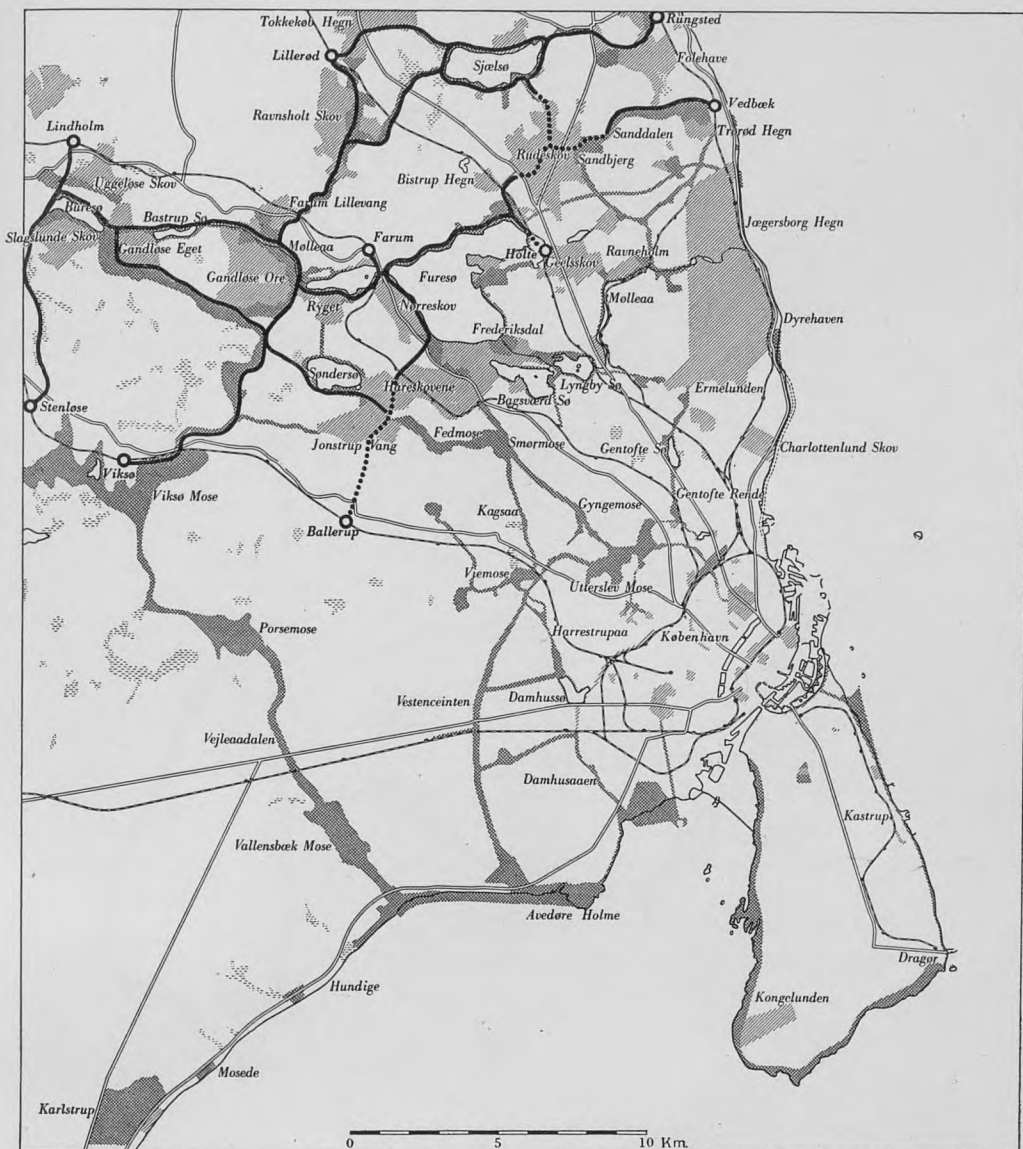 Tokkekøb Hegn
Rungsted
Lillerød
Sjælsø
Folehave
Vedbæk
Ravnsholt Skov
Lindholm
Sanddalen
Trørød Hegn
Rudeskov
Sandbjerg
Bistrup Hegn
Uggeløse Skov
Buresø
Bastrup Sø
Farum Lillevang
Jægersborg Hegn
Slagslunde Skov
Gandløse Eget
Mølleaa
Farum
Holte
Geelsskov
Ravneholm
Gandløse Ore
Furesø
Ryget
Nørreskov
Mølleaa
Dyrehaven
Frederiksdal
Søndersø
Hareskovene
Lyngby Sø
Ermelunden
Bagsværd Sø
Stenløse
Jonstrup Vang
Fedmose
Smørmose
Gentofte Sø
Charlottenlund Skov
Viksø
Viksø Mose
Gentofte Rende
Kagsaa
Gyngemose
Ballerup
Viemose
Utterslev Mose
Porsemose
Harrestrupaa
København
Vestenceinten
Damhussø
Vejleaadalen
Damhusaaen
Kastrup
Vallensbæk Mose
Avedøre Holme
Dragør
Hundige
Kongelunden
Mosede
Karlstrup
0 5 10 Km.